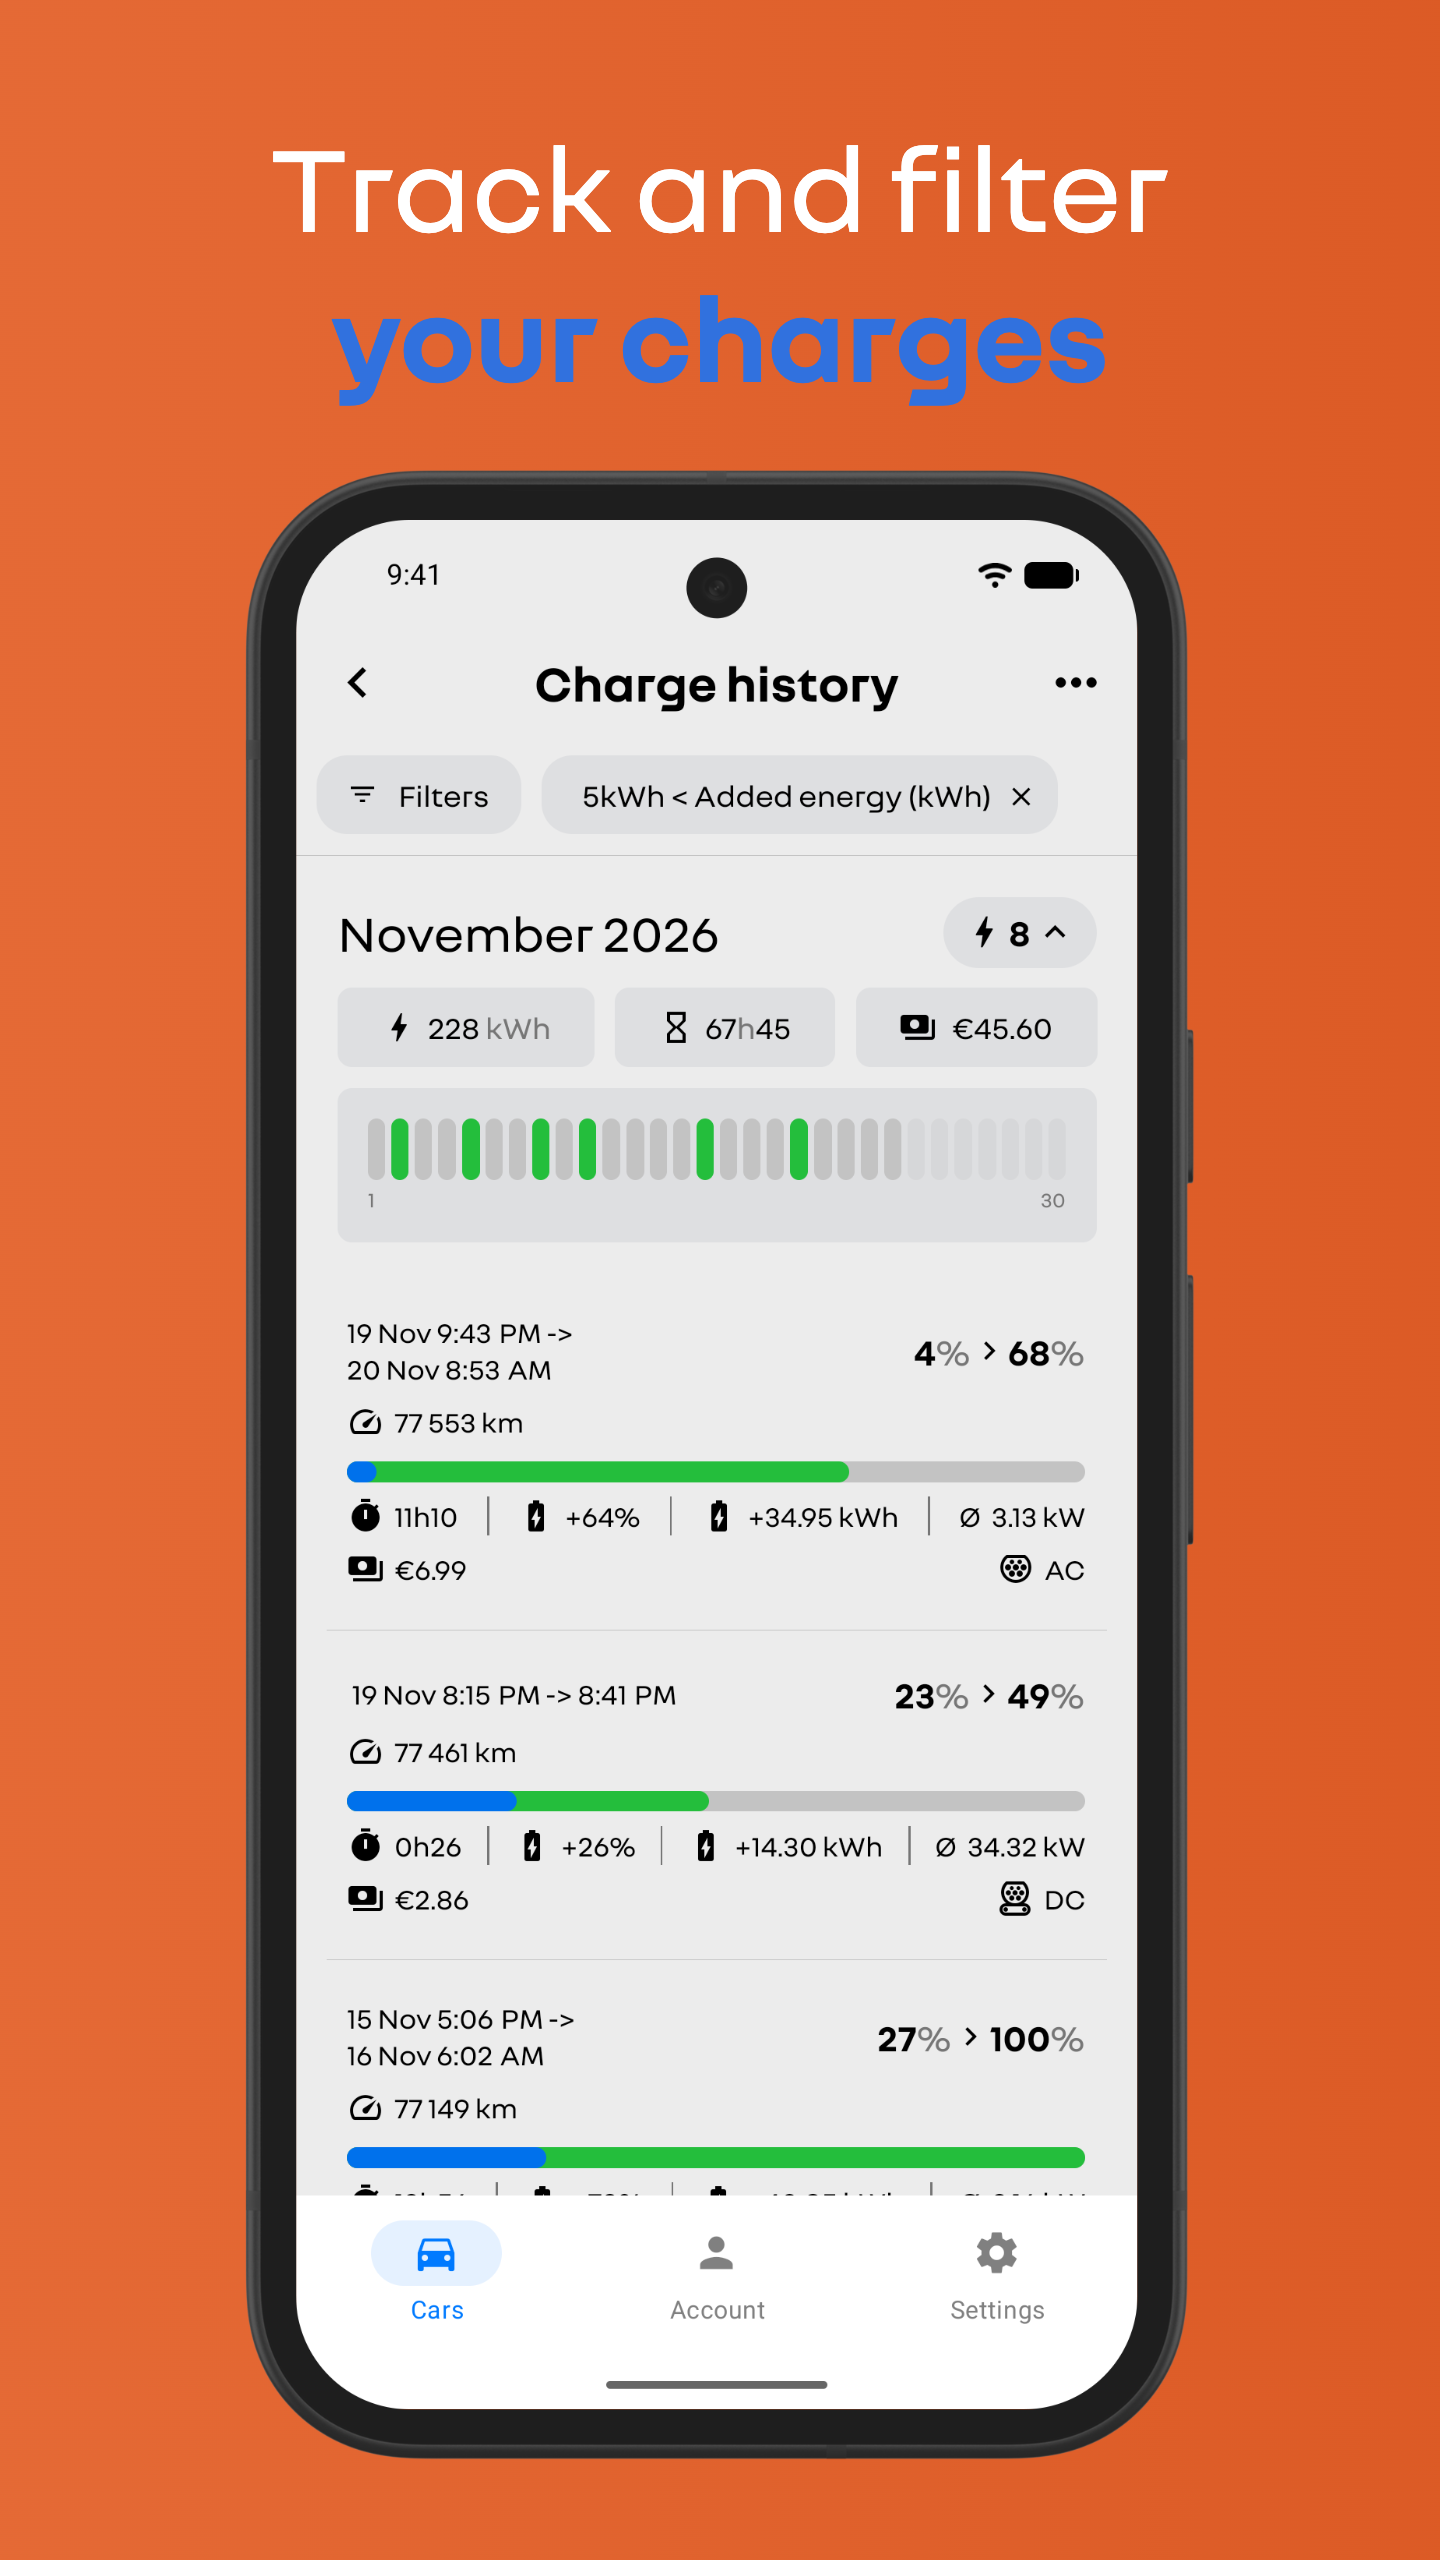 Track and filter
your charges
9:41
Charge history
Filters
5kWh < Added energy (kWh)
November 2026
8
228 kWh
67h45
€45.60
1
30
19 Nov 9:43 PM ->
20 Nov 8:53 AM
4% > 68%
77 553 km
11h10
+64%
+34.95 kWh
Ø 3.13 kW
€6.99
AC
19 Nov 8:15 PM -> 8:41 PM
23% > 49%
77 461 km
0h26
+26%
+14.30 kWh
Ø 34.32 kW
€2.86
DC
15 Nov 5:06 PM ->
16 Nov 6:02 AM
27% > 100%
77 149 km
Cars
Account
Settings